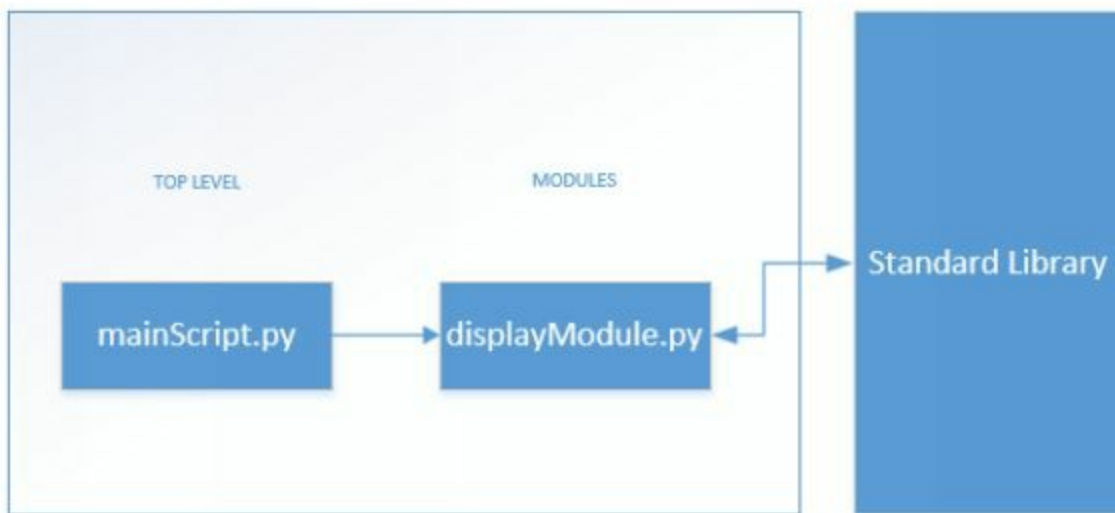 TOP LEVEL
MODULES
mainScript.py
displayModule.py
Standard Library